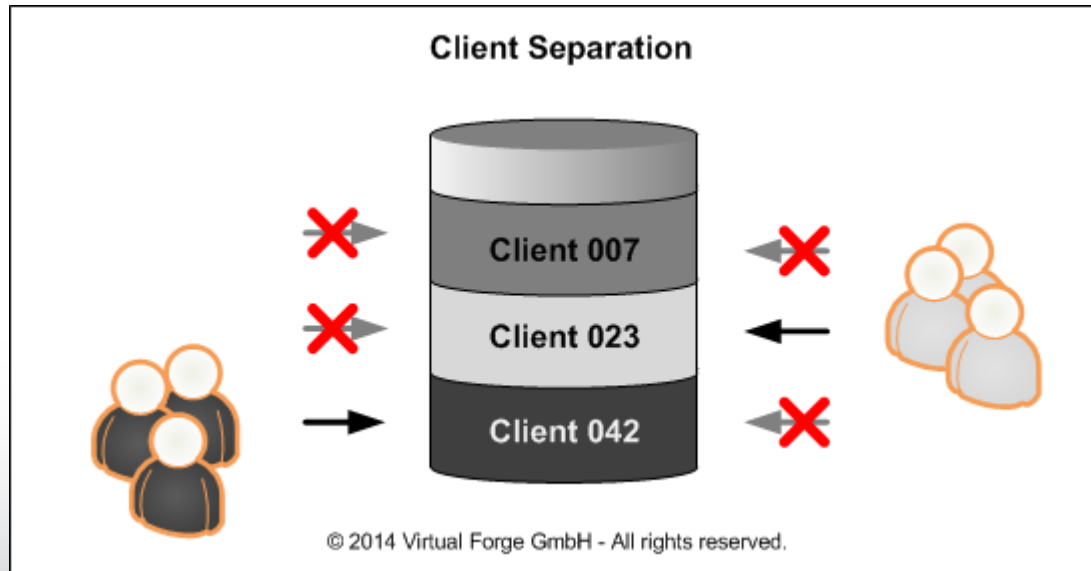 Client Separation
Client 007
Client 023
Client 042
© 2014 Virtual Forge GmbH - All rights reserved.